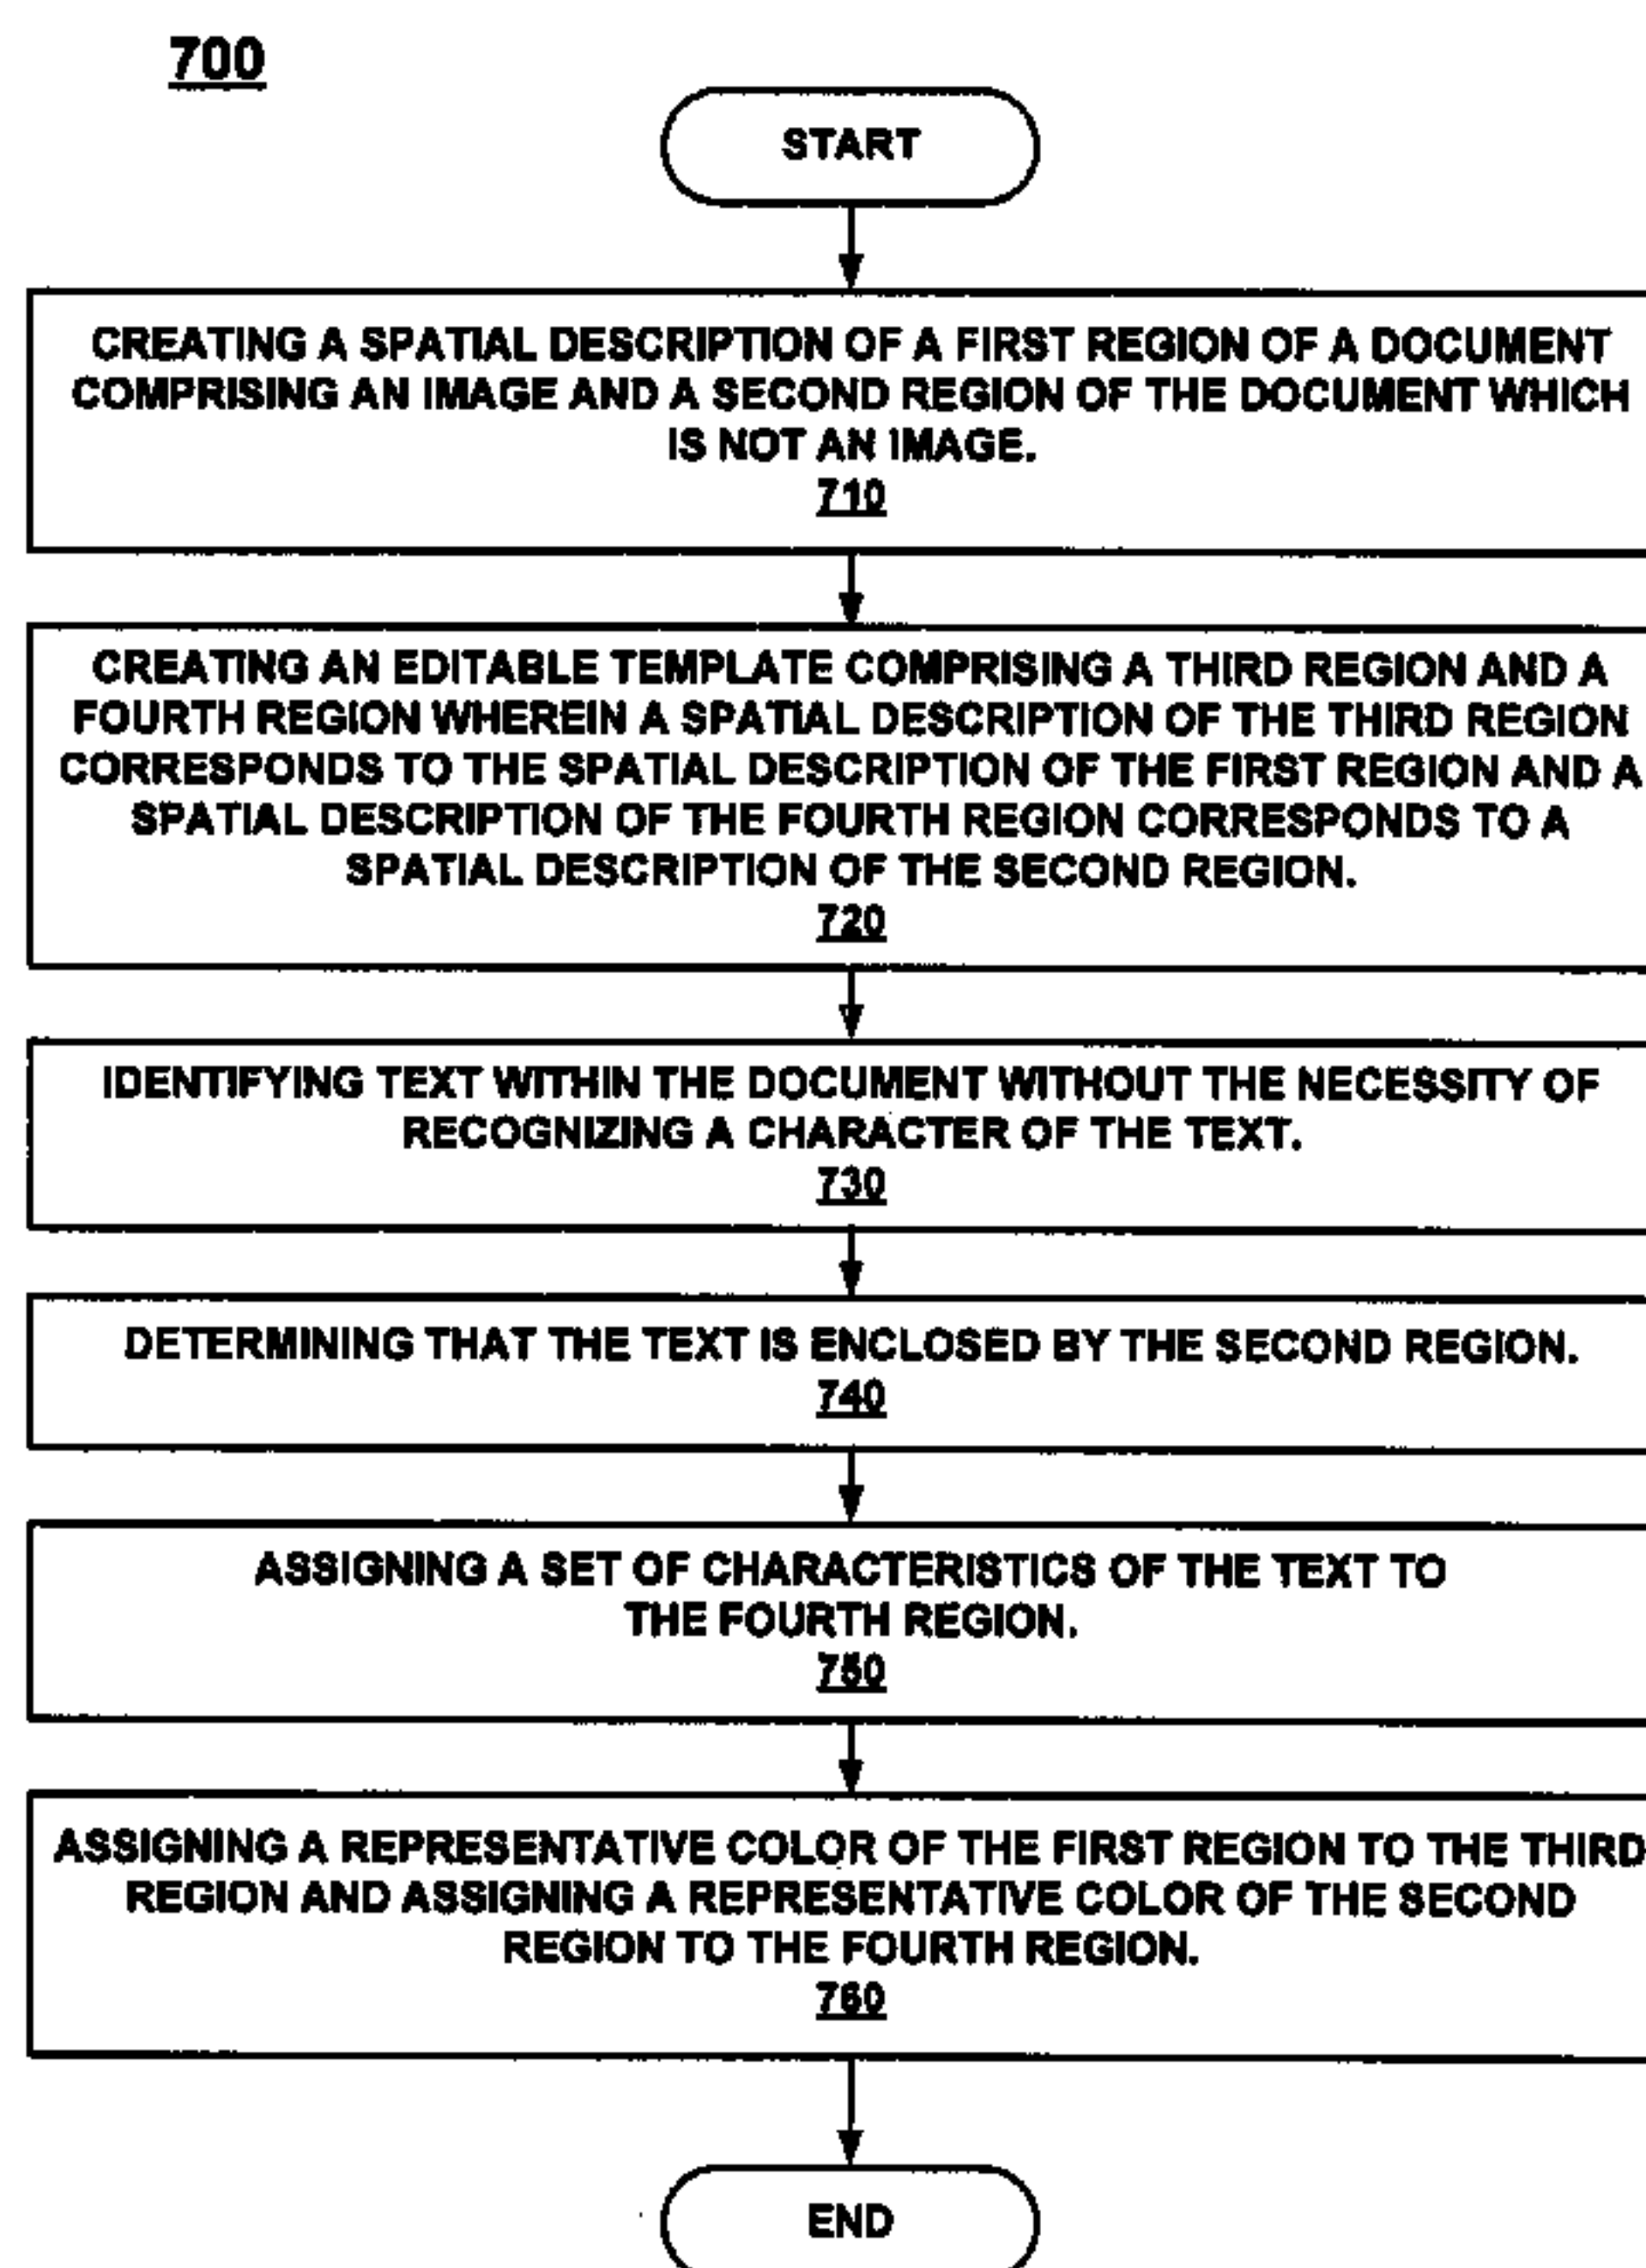 700
START
CREATING A SPATIAL DESCRIPTION OF A FIRST REGION OF A DOCUMENT
COMPRISING AN IMAGE AND A SECOND REGION OF THE DOCUMENT WHICH
IS NOT AN IMAGE.
710
CREATING AN EDITABLE TEMPLATE COMPRISING A THIRD REGION AND A
FOURTH REGION WHEREIN A SPATIAL DESCRIPTION OF THE THIRD REGION
CORRESPONDS TO THE SPATIAL DESCRIPTION OF THE FIRST REGION AND A
SPATIAL DESCRIPTION OF THE FOURTH REGION CORRESPONDS TO A
SPATIAL DESCRIPTION OF THE SECOND REGION.
720
IDENTIFYING TEXT WITHIN THE DOCUMENT WITHOUT THE NECESSITY OF
RECOGNIZING A CHARACTER OF THE TEXT.
730
DETERMINING THAT THE TEXT IS ENCLOSED BY THE SECOND REGION.
740
ASSIGNING A SET OF CHARACTERISTICS OF THE TEXT TO
THE FOURTH REGION.
750
ASSIGNING A REPRESENTATIVE COLOR OF THE FIRST REGION TO THE THIRD
REGION AND ASSIGNING A REPRESENTATIVE COLOR OF THE SECOND
REGION TO THE FOURTH REGION.
760
END